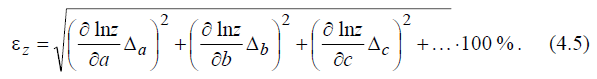 ε_z = √((∂ lnz/∂a Δ_a)² + (∂ lnz/∂b Δ_b)² + (∂ lnz/∂c Δ_c)² + …) · 100 % . (4.5)